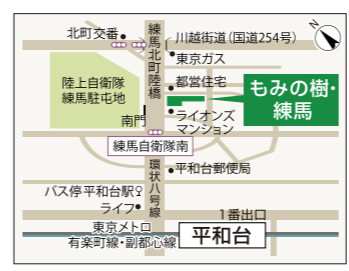 北町交番
練馬北町陸橋
川越街道(国道254号)
東京ガス
N
陸上自衛隊
練馬駐屯地
都営住宅
もみの樹・
練馬
南門
ライオンズ
マンション
練馬自衛隊南
環状八号線
平和台郵便局
バス停平和台駅
ライフ
1番出口
東京メトロ
有楽町線・副都心線
平和台